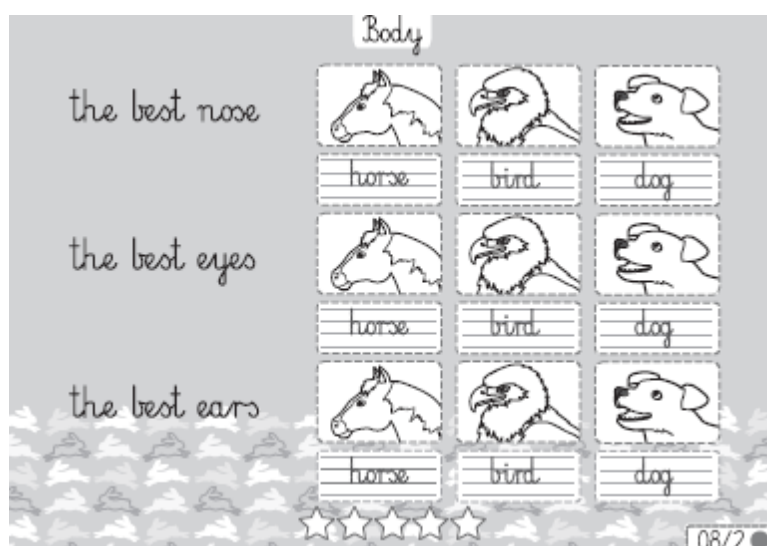 Body
the best nose
horse bird dog
the best eyes
horse bird dog
the best ears
horse bird dog
08/2